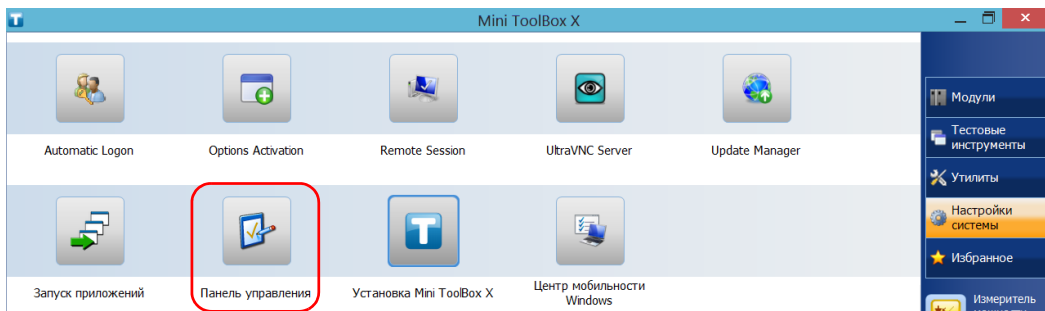 Mini ToolBox X
Automatic Logon
Options Activation
Remote Session
UltraVNC Server
Update Manager
Запуск приложений
Панель управления
Установка Mini ToolBox X
Центр мобильности
Windows
Модули
Тестовые
инструменты
Утилиты
Настройки
системы
Избранное
Измеритель